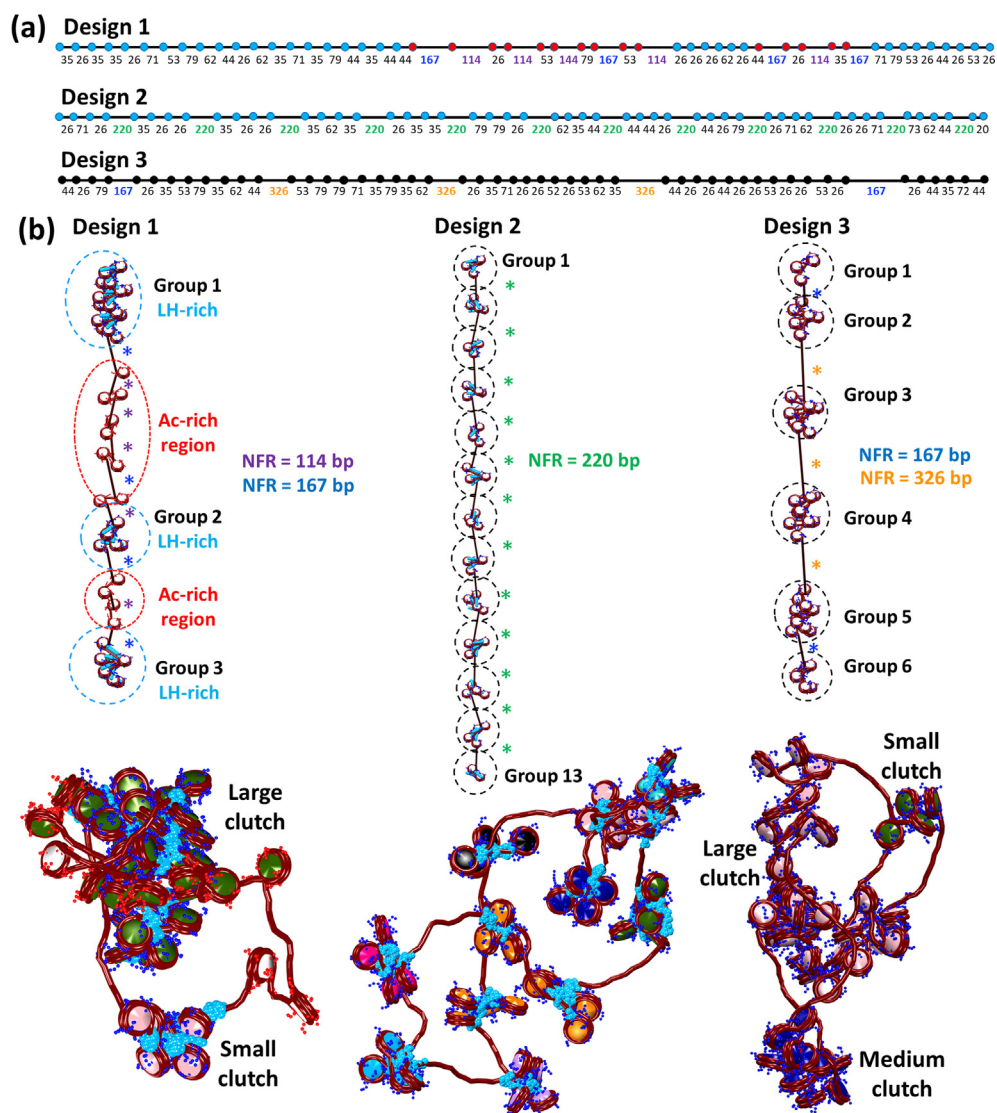 (a)
Design 1
35 26 35 35 26 71 53 79 62 44 26 62 35 71 35 79 44 35 26 35 44 44 167 114 26 114 53 144 79 167 53 114 26 26 26 62 26 44 167 26 114 35 167 71 79 53 26 44 35 53 26
Design 2
26 71 26 220 35 26 26 220 35 26 26 220 35 62 35 220 26 35 220 79 79 26 220 62 35 44 220 44 44 26 220 44 26 79 220 26 71 62 220 26 26 71 220 73 62 44 220 20
Design 3
44 26 79 167 26 35 53 79 35 62 44 326 53 79 79 71 35 79 35 62 326 26 35 71 26 26 52 26 53 62 35 326 44 26 26 44 26 26 53 26 26 53 26 167 26 44 35 72 44
(b)
Design 1
Design 2
Design 3
Group 1
LH-rich
*
*
*
Ac-rich
region
*
*
NFR = 114 bp
NFR = 167 bp
*
Group 2
LH-rich
*
Ac-rich
region
*
*
Group 3
LH-rich
Group 1
*
*
*
*
*
NFR = 220 bp
*
*
*
*
*
*
*
Group 13
Group 1
*
Group 2
*
Group 3
NFR = 167 bp
NFR = 326 bp
*
Group 4
*
Group 5
*
Group 6
Large
clutch
Small
clutch
Small
clutch
Large
clutch
Medium
clutch